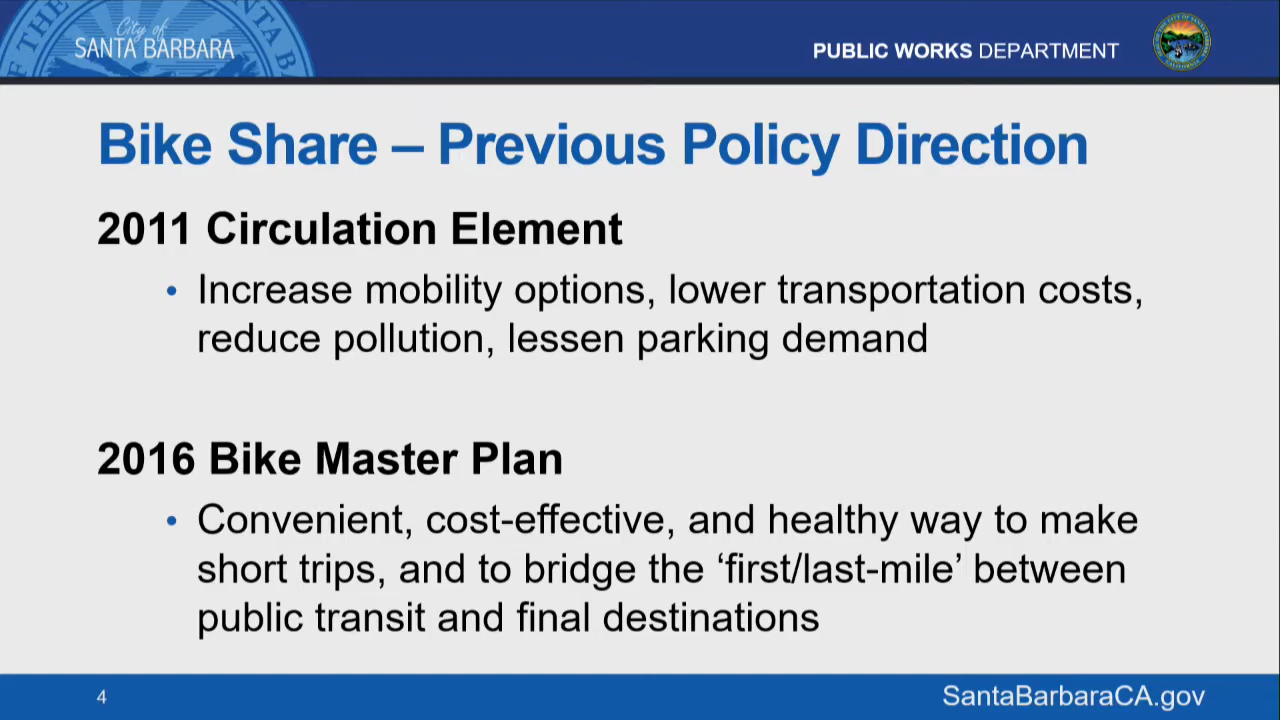 City of
SANTA BARBARA
PUBLIC WORKS DEPARTMENT
Bike Share – Previous Policy Direction
2011 Circulation Element
• Increase mobility options, lower transportation costs,
reduce pollution, lessen parking demand
2016 Bike Master Plan
• Convenient, cost-effective, and healthy way to make
short trips, and to bridge the ‘first/last-mile’ between
public transit and final destinations
4
SantaBarbaraCA.gov